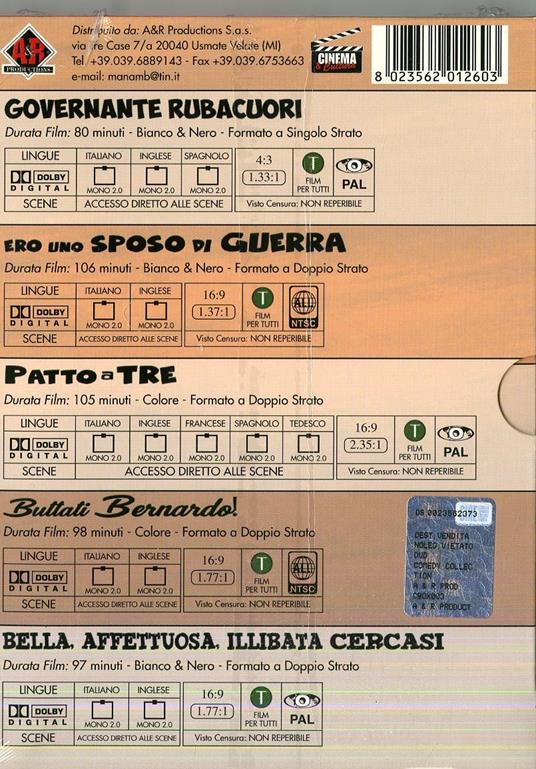 Distribuito da: A&R Productions S.a.s.
via Tre Case 7/a 20040 Usmate Velate (MI)
Tel. +39.039.6889143 - Fax +39.039.6753663
e-mail: manamb@tin.it
A&R
PRODUCTIONS
CINEMA
& Cultura
8 023562 012603
GOVERNANTE RUBACUORI
Durata Film: 80 minuti - Bianco & Nero - Formato a Singolo Strato
LINGUE ITALIANO INGLESE SPAGNOLO
DOLBY
DIGITAL
MONO 2.0 MONO 2.0 MONO 2.0
SCENE ACCESSO DIRETTO ALLE SCENE
4:3
1.33:1
T
FILM
PER TUTTI
PAL
Visto Censura: NON REPERIBILE
ERO UNO SPOSO DI GUERRA
Durata Film: 106 minuti - Bianco & Nero - Formato a Doppio Strato
LINGUE ITALIANO INGLESE
DOLBY
DIGITAL
MONO 2.0 MONO 2.0
SCENE ACCESSO DIRETTO ALLE SCENE
16:9
1.37:1
T
FILM
PER TUTTI
ALL
NTSC
Visto Censura: NON REPERIBILE
PATTO a TRE
Durata Film: 105 minuti - Colore - Formato a Doppio Strato
LINGUE ITALIANO INGLESE FRANCESE SPAGNOLO TEDESCO
DOLBY
DIGITAL
MONO 2.0 MONO 2.0 MONO 2.0 MONO 2.0 MONO 2.0
SCENE ACCESSO DIRETTO ALLE SCENE
16:9
2.35:1
T
FILM
PER TUTTI
PAL
Visto Censura: NON REPERIBILE
Buttati Bernardo!
Durata Film: 98 minuti - Colore - Formato a Doppio Strato
LINGUE ITALIANO INGLESE
DOLBY
DIGITAL
MONO 2.0 MONO 2.0
SCENE ACCESSO DIRETTO ALLE SCENE
16:9
1.77:1
T
FILM
PER TUTTI
ALL
NTSC
Visto Censura: NON REPERIBILE
DEST.VENDITA
NOLEG VIETATO
DVD
COMEDY COLLEC
TION
A & R PROD
A & R PRODUCT
BELLA, AFFETTUOSA, ILLIBATA CERCASI
Durata Film: 97 minuti - Bianco & Nero - Formato a Doppio Strato
LINGUE ITALIANO INGLESE
DOLBY
DIGITAL
MONO 2.0 MONO 2.0
SCENE ACCESSO DIRETTO ALLE SCENE
16:9
1.77:1
T
FILM
PER TUTTI
PAL
Visto Censura: NON REPERIBILE